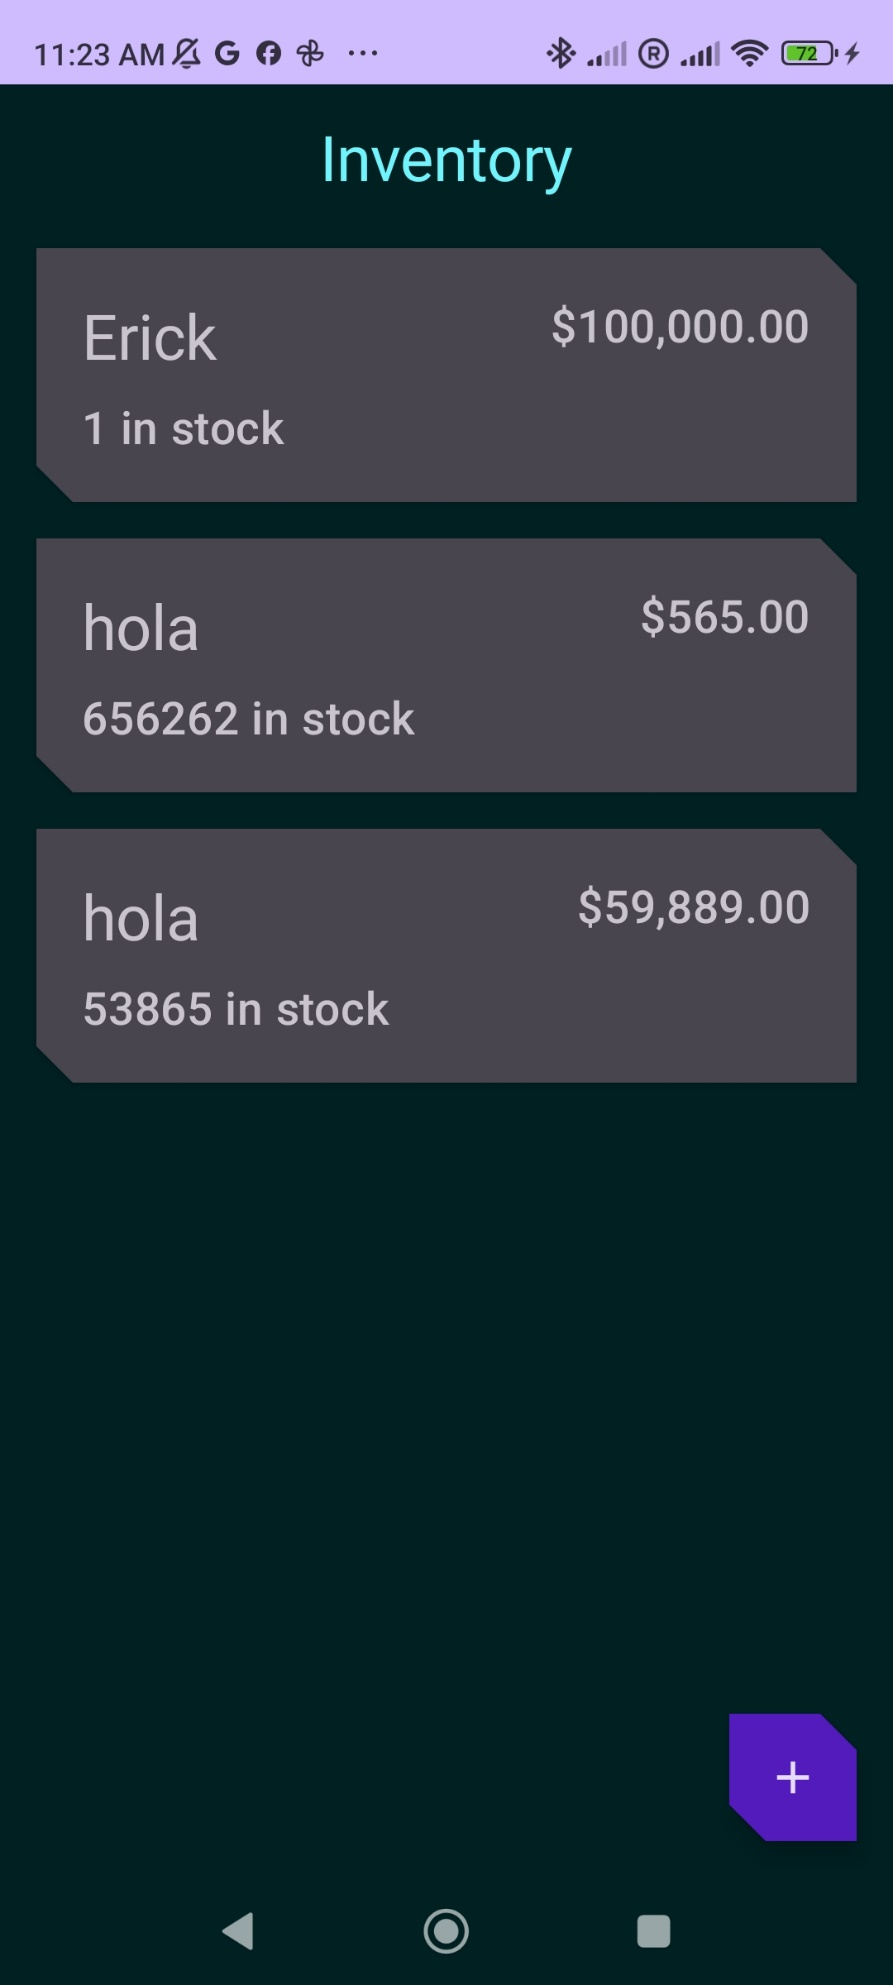 11:23 AM
72
Inventory
Erick
$100,000.00
1 in stock
hola
$565.00
656262 in stock
hola
$59,889.00
53865 in stock
+